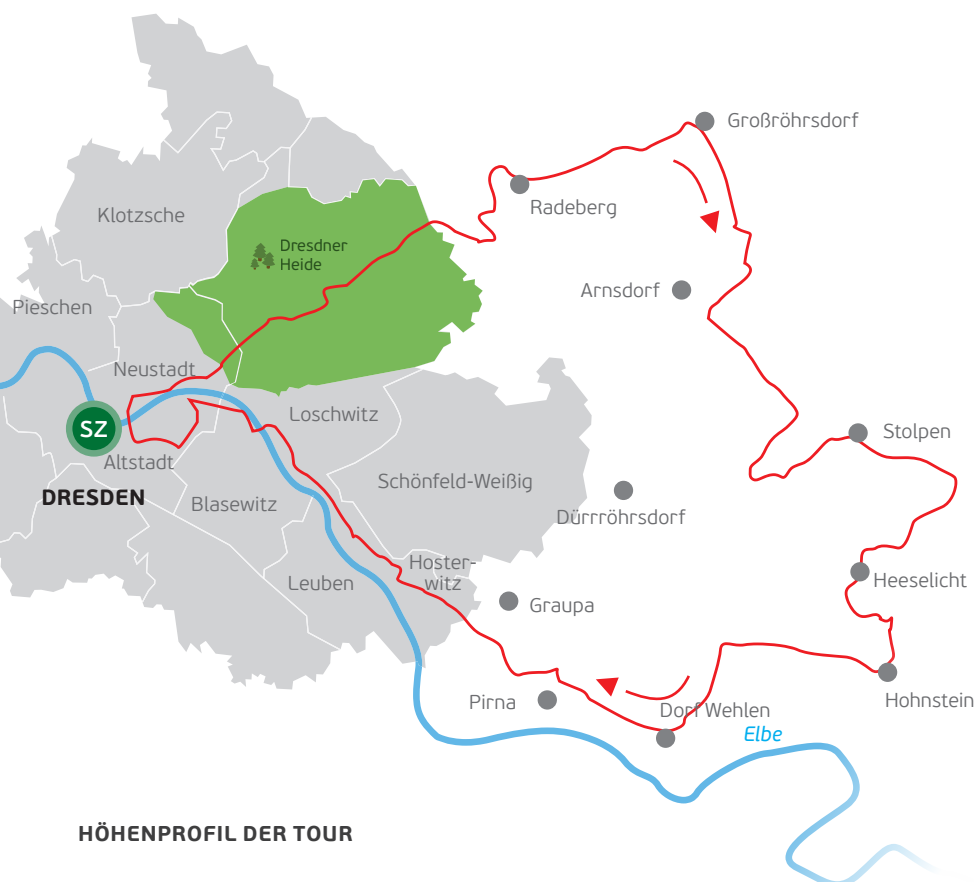 Großröhrsdorf
Radeberg
Klotzsche
Dresdner
Heide
Arnsdorf
Pieschen
Neustadt
Loschwitz
SZ
Altstadt
Stolpen
DRESDEN
Blasewitz
Schönfeld-Weißig
Dürrröhrsdorf
Leuben
Hoster-
witz
Heeselicht
Graupa
Pirna
Dorf Wehlen
Hohnstein
Elbe
HÖHENPROFIL DER TOUR